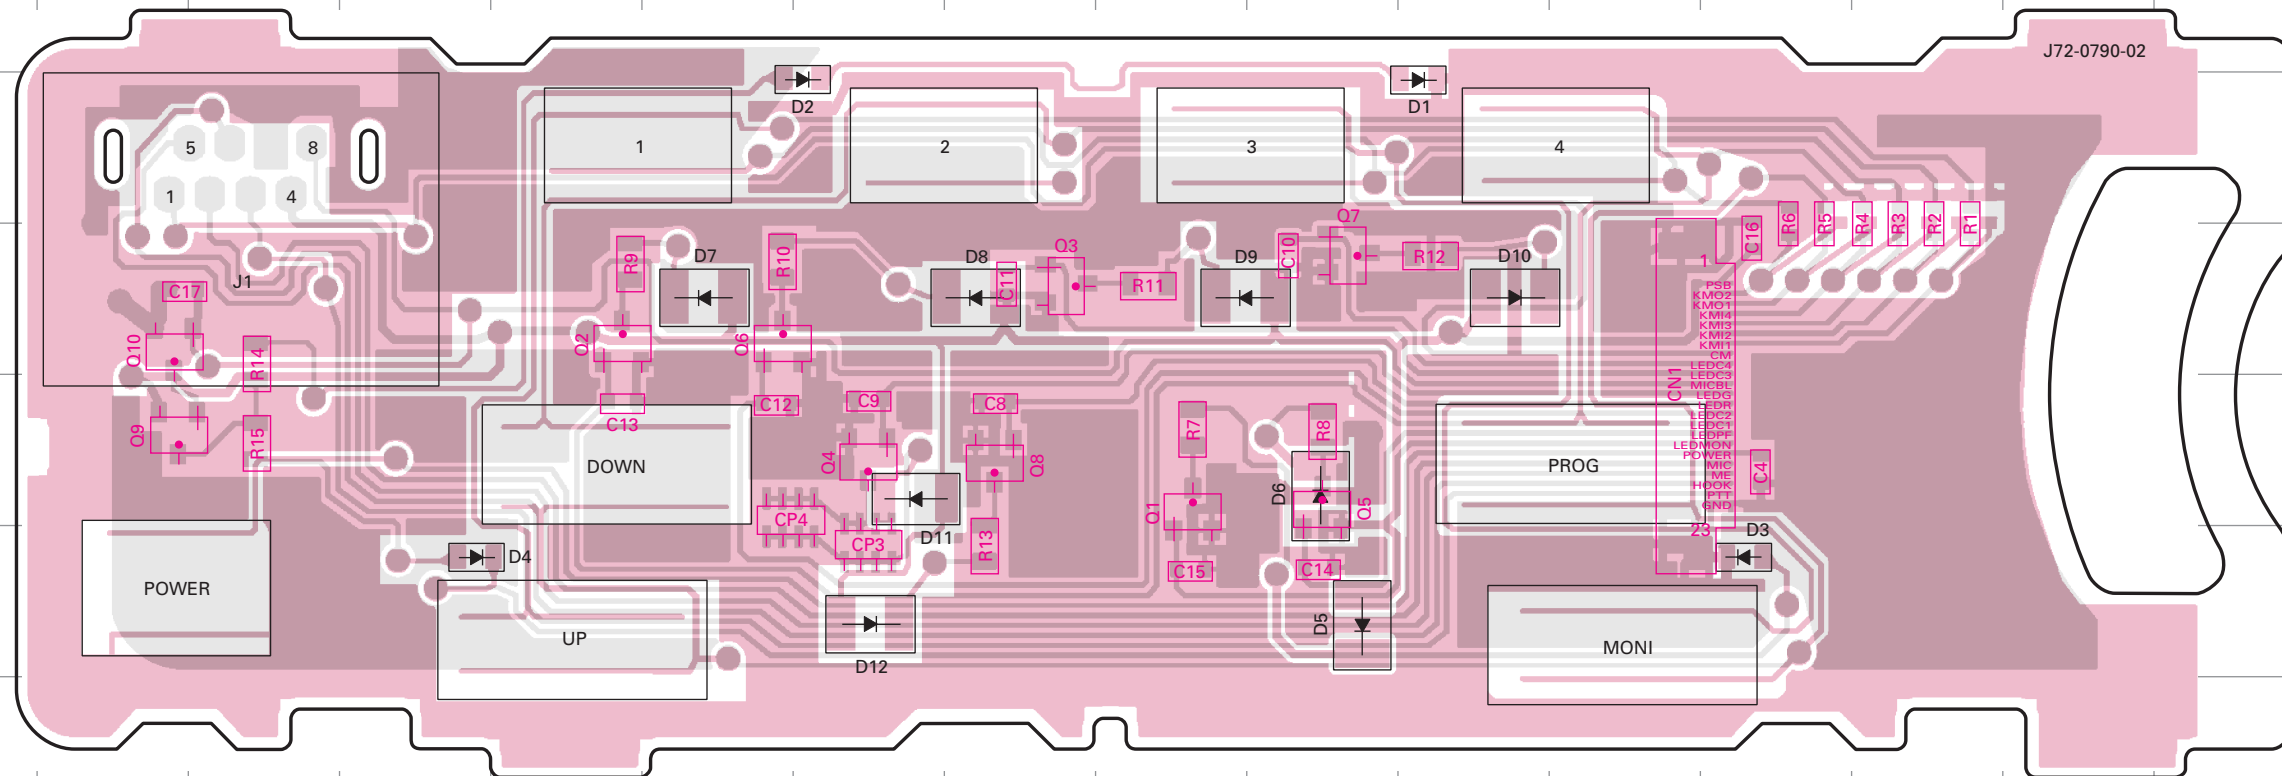 J72-0790-02
D2
D1
5
8
1
4
1
2
3
4
J1
R6
R5
R4
R3
R2
R1
C16
Q7
C10
R12
D10
D9
R11
Q3
C11
D8
R10
D7
R9
C17
Q10
R14
Q2
Q6
1
PSB
KMO2
KMO1
KMI4
KMI3
KMI2
KMI1
CM
LEDC4
LEDC3
MICBL
LEDG
LEDR
LEDC2
LEDC1
LEDPF
LEDMON
POWER
MIC
ME
HOOK
PTT
GND
23
CN1
C13
C12
C9
C8
Q9
R15
DOWN
Q4
Q8
R7
R8
D6
Q5
Q1
PROG
C4
CP4
CP3
D11
R13
C15
C14
D3
D4
POWER
UP
D12
D5
MONI